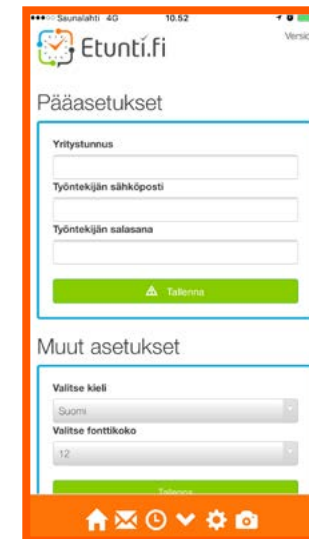 Saunalahti 4G 10.52
Etunti.fi
Pääasetukset
Yritystunnus
Työntekijän sähköposti
Työntekijän salasana
Tallenna
Muut asetukset
Valitse kieli
Suomi
Valitse fonttikoko
12
Tallenna